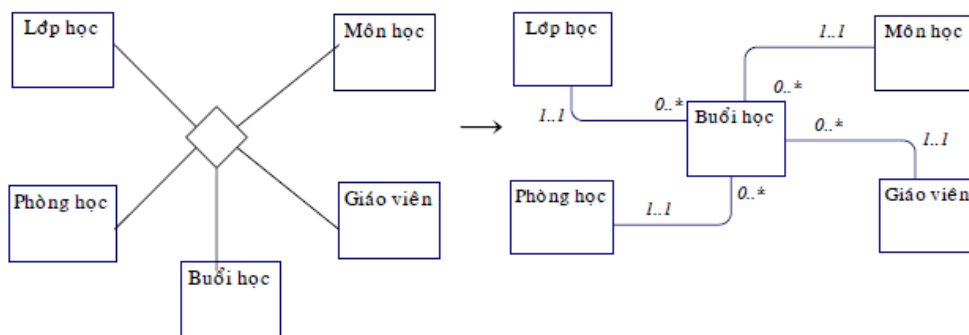 Lớp học
Môn học
Phòng học
Giáo viên
Buổi học
Lớp học
Môn học
1..1
0..*
0..*
1..1
Buổi học
0..*
1..1
Phòng học
1..1
0..*
Giáo viên